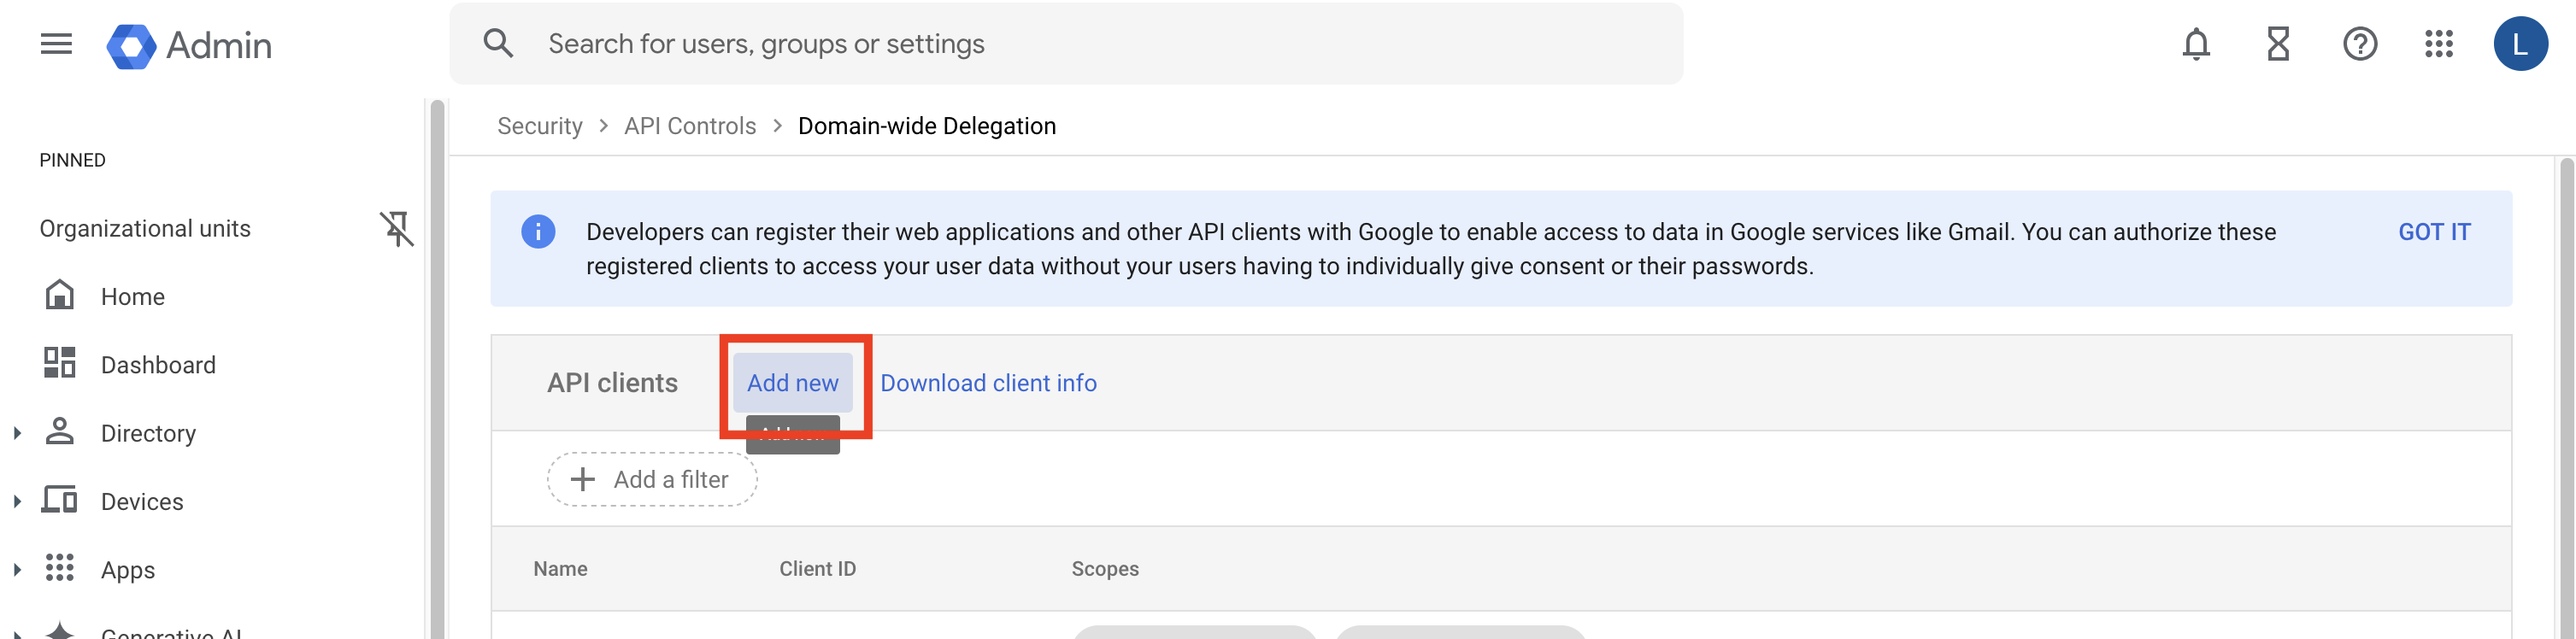 Admin
Search for users, groups or settings
L
Security > API Controls > Domain-wide Delegation
PINNED
Organizational units
Home
Dashboard
Directory
Devices
Apps
Generative AI
Developers can register their web applications and other API clients with Google to enable access to data in Google services like Gmail. You can authorize these
registered clients to access your user data without your users having to individually give consent or their passwords.
GOT IT
API clients Add new Download client info
Add new
Add a filter
Name Client ID Scopes